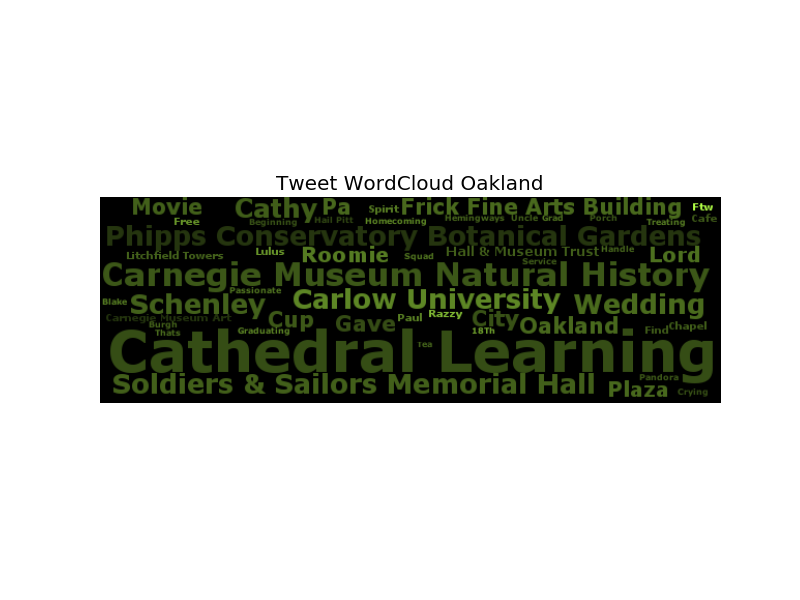 Tweet WordCloud Oakland
Movie Cathy Pa Spirit Frick Fine Arts Building Ftw
Free Beginning Hail Pitt Homecoming Hemingways Uncle Grad Porch Treating Cafe
Phipps Conservatory Botanical Gardens
Litchfield Towers Lulus Roomie Squad Hall & Museum Trust Handle Lord
Service
Carnegie Museum Natural History
Passionate
Blake Schenley Carlow University Wedding
Carnegie Museum Art Cup Gave Paul Razzy City Oakland
Burgh Find Chapel
Thats Graduating 18Th
Cathedral Learning
Tea
Soldiers & Sailors Memorial Hall Plaza Pandora
Crying